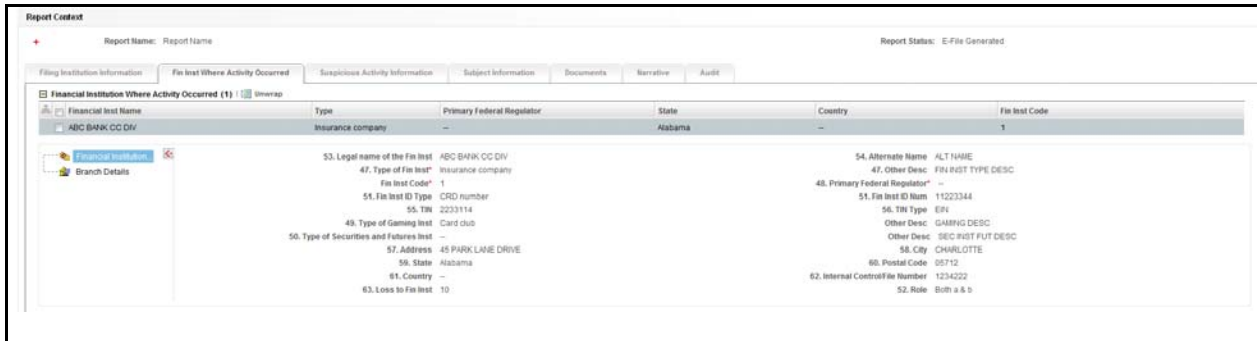 Report Context
+ Report Name: Report Name Report Status: E-File Generated
Filing Institution Information Fin Inst Where Activity Occurred Suspicious Activity Information Subject Information Documents Narrative Audit
Financial Institution Where Activity Occurred (1) | Unwrap
Financial Inst Name Type Primary Federal Regulator State Country Fin Inst Code
ABC BANK CC DIV Insurance company -- Alabama -- 1
Financial Institution... 53. Legal name of the Fin Inst ABC BANK CC DIV 54. Alternate Name ALT NAME
Branch Details 47. Type of Fin Inst* Insurance company 47. Other Desc FIN INST TYPE DESC
Fin Inst Code* 1 48. Primary Federal Regulator* --
51. Fin Inst ID Type CRD number 51. Fin Inst ID Num 11223344
55. TIN 2233114 56. TIN Type EIN
49. Type of Gaming Inst Card club Other Desc GAMING DESC
50. Type of Securities and Futures Inst -- Other Desc SEC INST FUT DESC
57. Address 45 PARK LANE DRIVE 58. City CHARLOTTE
59. State Alabama 60. Postal Code 05712
61. Country -- 62. Internal Control/File Number 1234222
63. Loss to Fin Inst 10 52. Role Both a & b